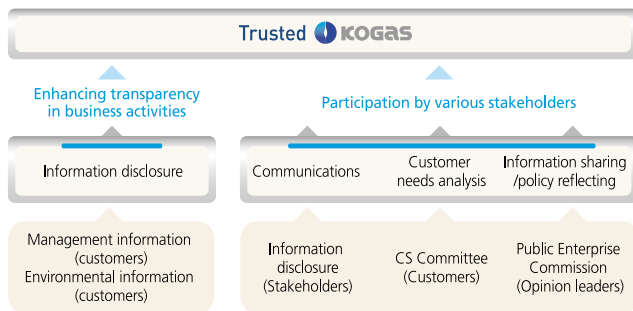 Trusted KOGAS
Enhancing transparency
in business activities
Participation by various stakeholders
Information disclosure
Communications
Customer
needs analysis
Information sharing
/policy reflecting
Management information
(customers)
Environmental information
(customers)
Information
disclosure
(Stakeholders)
CS Committee
(Customers)
Public Enterprise
Commission
(Opinion leaders)